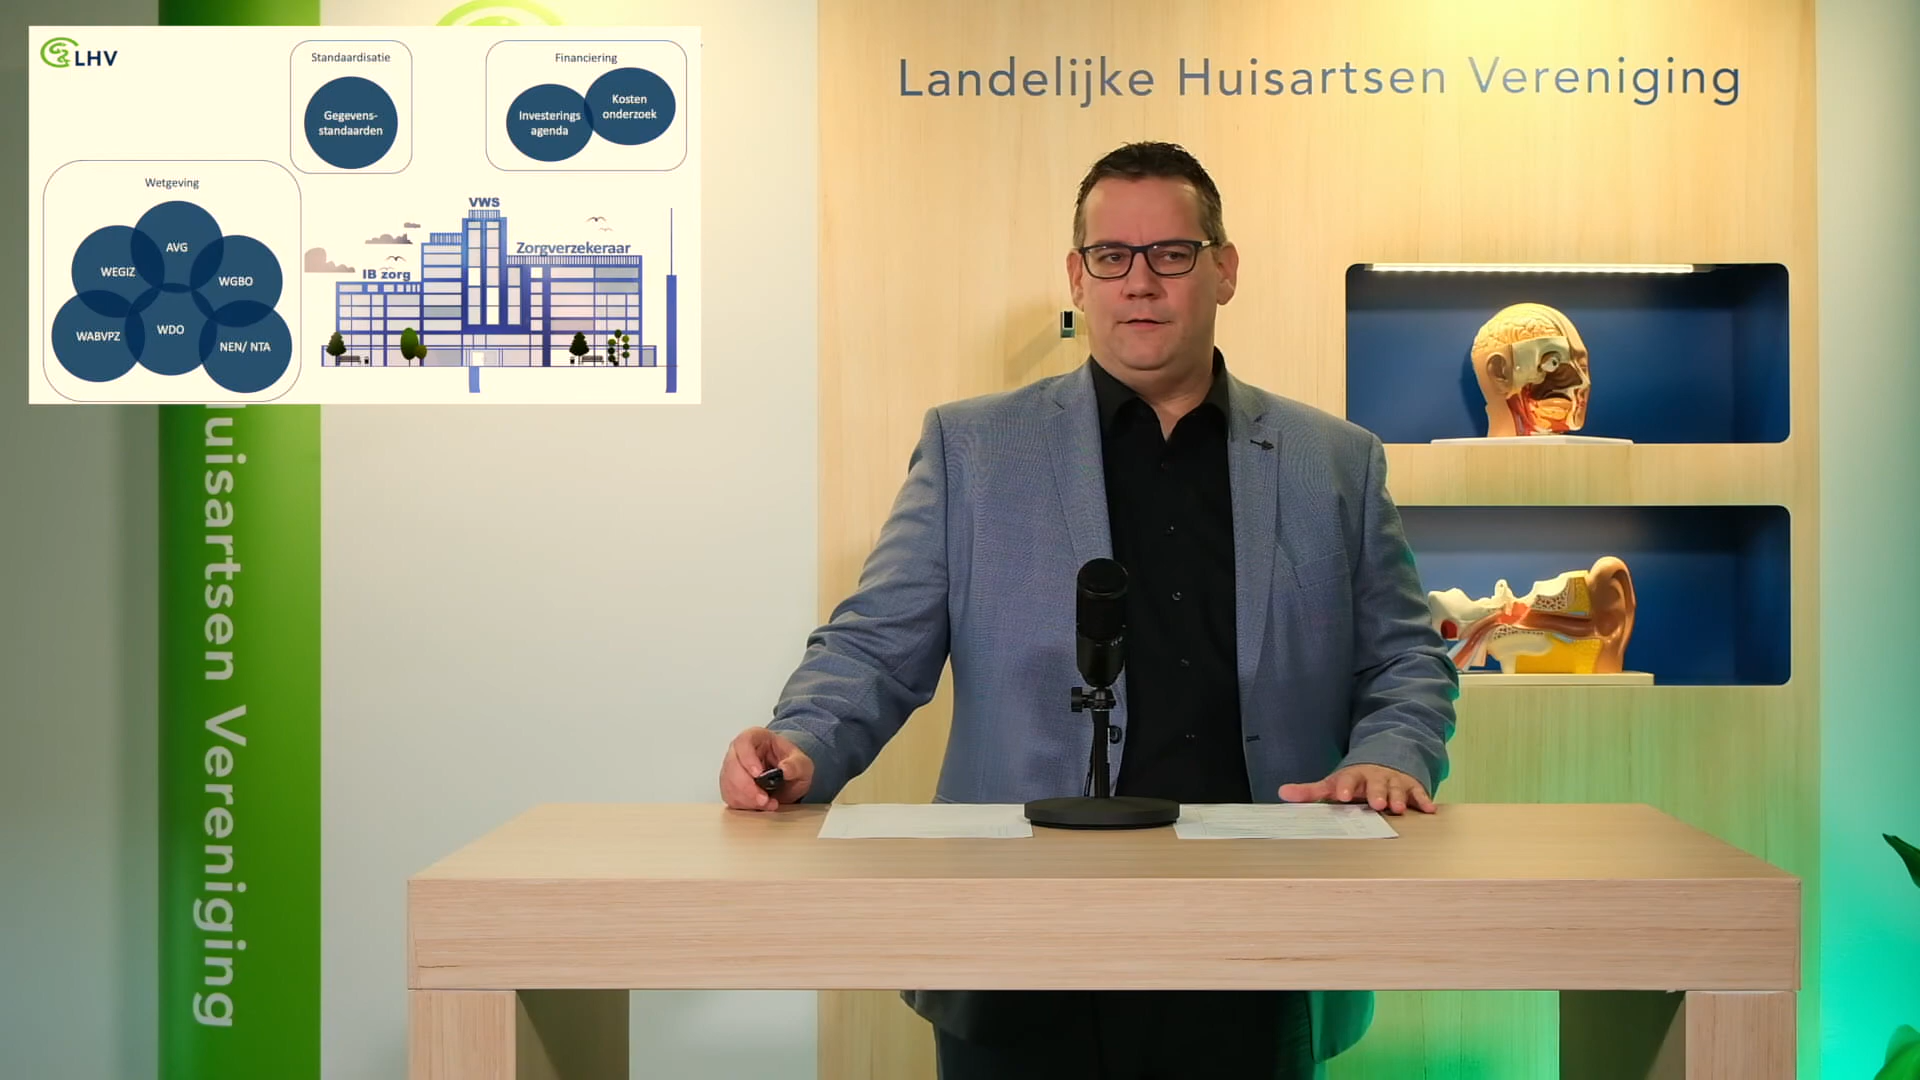 LHV
Standaardisatie
Gegevens-
standaarden
Financiering
Investerings
agenda
Kosten
onderzoek
Wetgeving
AVG
WEGIZ
WGBO
WABVPZ
WDO
NEN/ NTA
VWS
Zorgverzekeraar
IB zorg
Landelijke Huisartsen Vereniging
uisartsen Vereniging